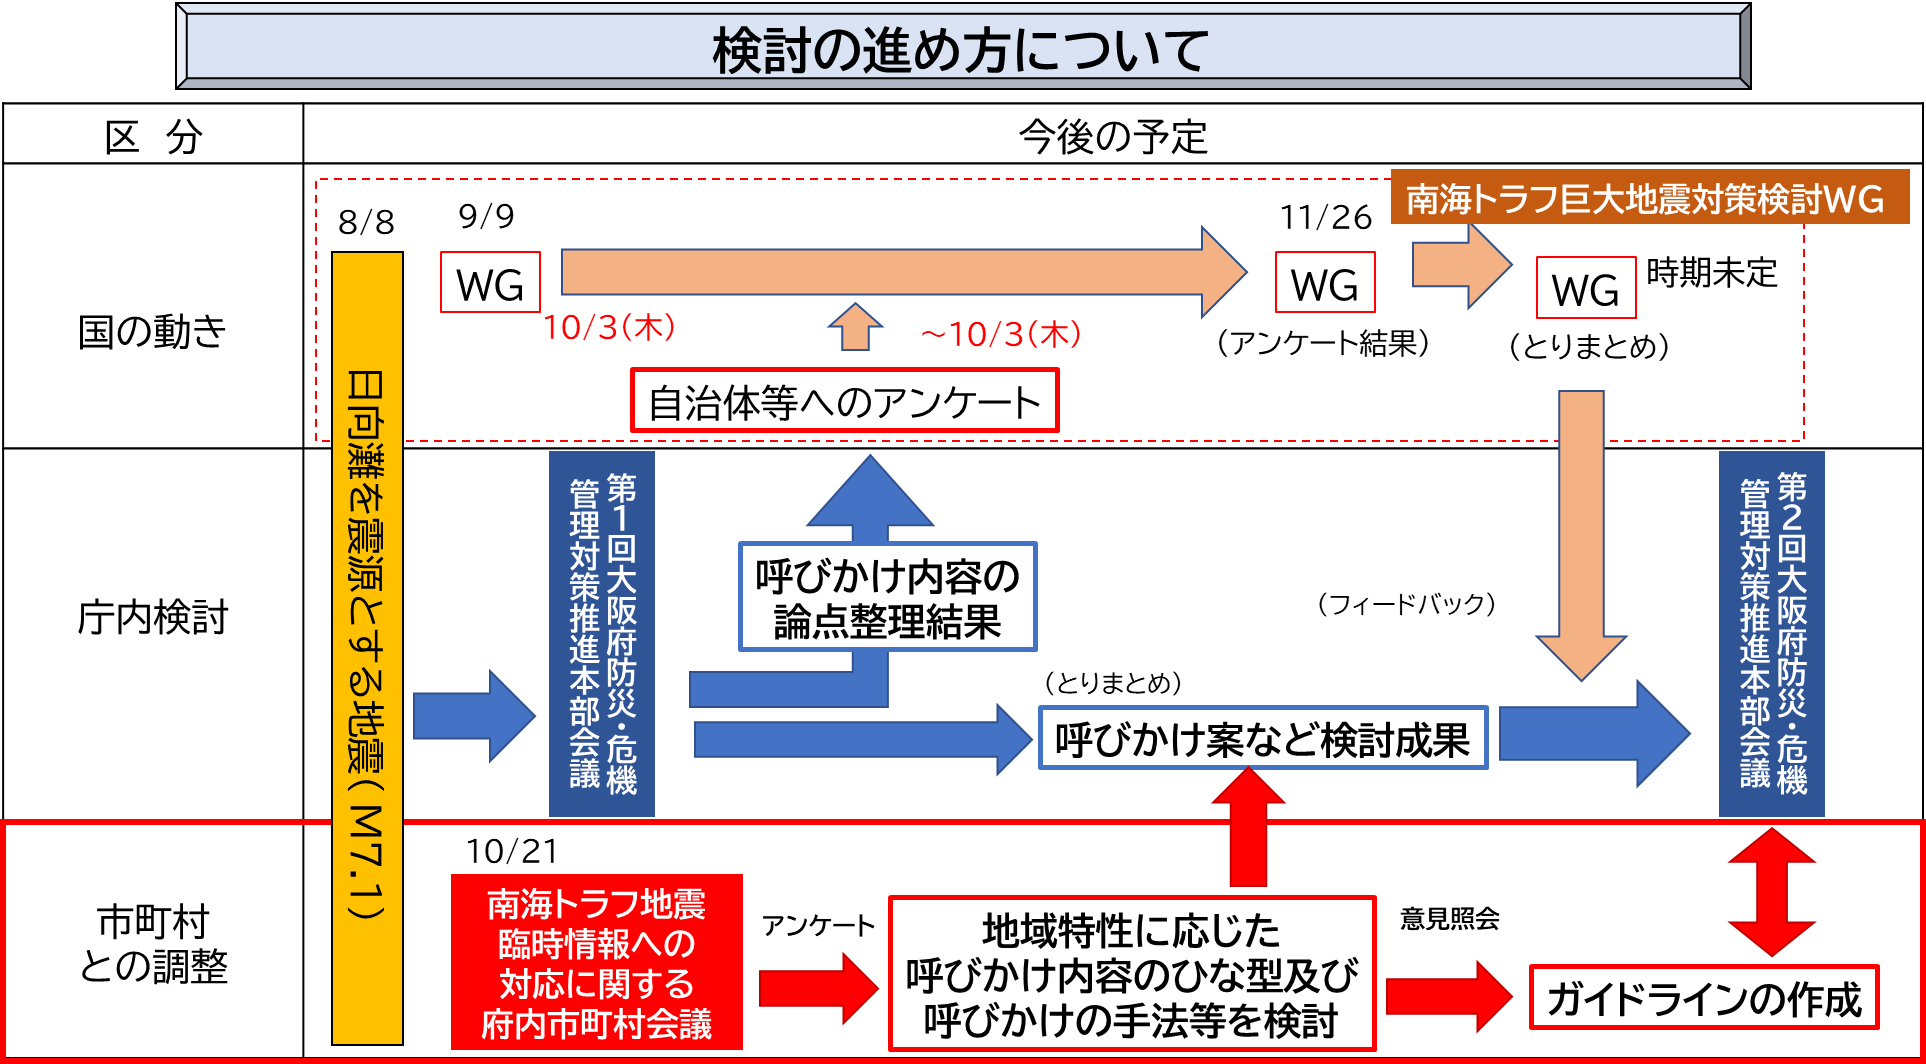 検討の進め方について
区 分
今後の予定
国の動き
南海トラフ巨大地震対策検討WG
8/8
9/9
11/26
WG
WG
WG
時期未定
10/3(木)
~10/3(木)
(アンケート結果)
(とりまとめ)
自治体等へのアンケート
日向灘を震源とする地震(M7.1)
庁内検討
第1回大阪府防災・危機
管理対策推進本部会議
呼びかけ内容の
論点整理結果
(フィードバック)
(とりまとめ)
呼びかけ案など検討成果
第2回大阪府防災・危機
管理対策推進本部会議
市町村
との調整
10/21
南海トラフ地震
臨時情報への
対応に関する
府内市町村会議
アンケート
地域特性に応じた
呼びかけ内容のひな型及び
呼びかけの手法等を検討
意見照会
ガイドラインの作成